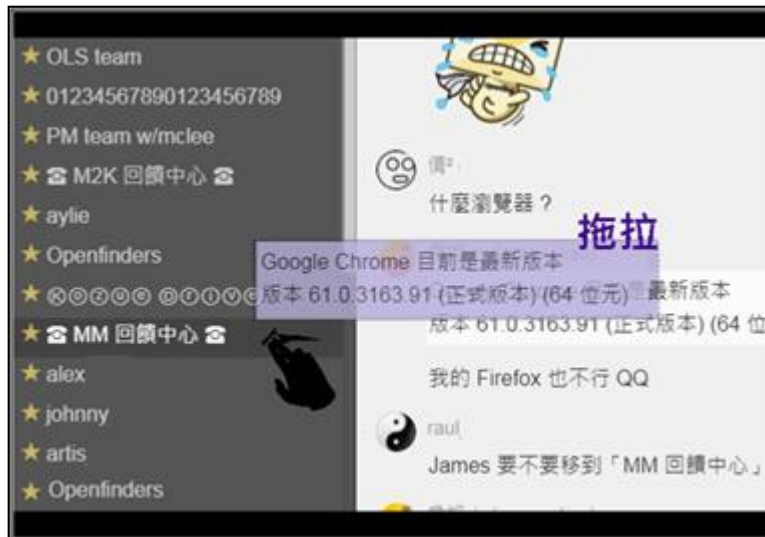 OLS team
01234567890123456789
PM team w/mclee
☎ M2K 回饋中心 ☎
aylie
Openfinders
ⓚⓞⓩⓤⓔ ⓓⓡⓘⓥⓔ
☎ MM 回饋中心 ☎
alex
johnny
artis
Openfinders
什麼瀏覽器？
拖拉
Google Chrome 目前是最新版本
版本 61.0.3163.91 (正式版本) (64 位元)
是最新版本
版本 61.0.3163.91 (正式版本) (64 位
我的 Firefox 也不行 QQ
raul
James 要不要移到「MM 回饋中心」